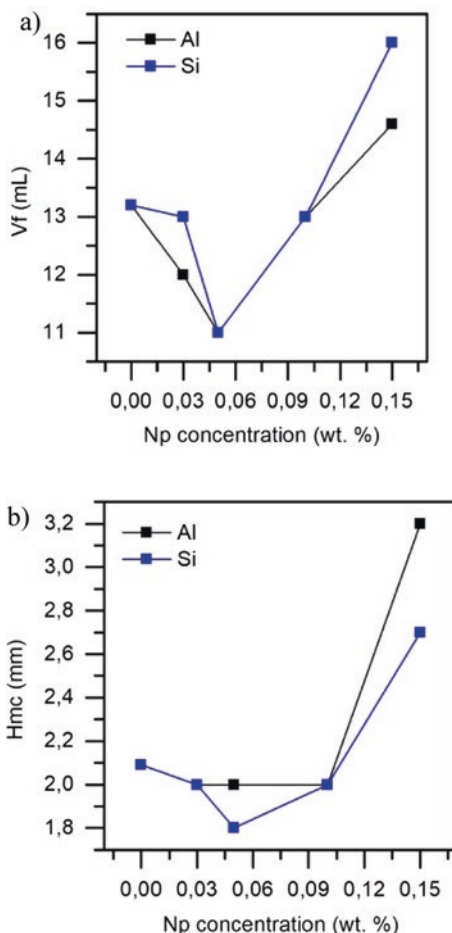 a)
Al
Si
16
15
14
13
12
11
Vf (mL)
0,00 0,03 0,06 0,09 0,12 0,15
Np concentration (wt. %)
b)
Al
Si
3,2
3,0
2,8
2,6
2,4
2,2
2,0
1,8
Hmc (mm)
0,00 0,03 0,06 0,09 0,12 0,15
Np concentration (wt. %)